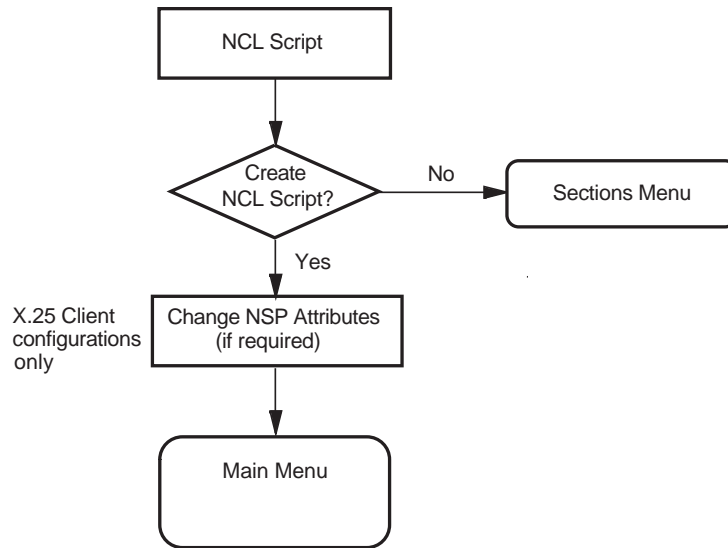 NCL Script
Create
NCL Script?
No
Sections Menu
Yes
X.25 Client
configurations
only
Change NSP Attributes
(if required)
Main Menu